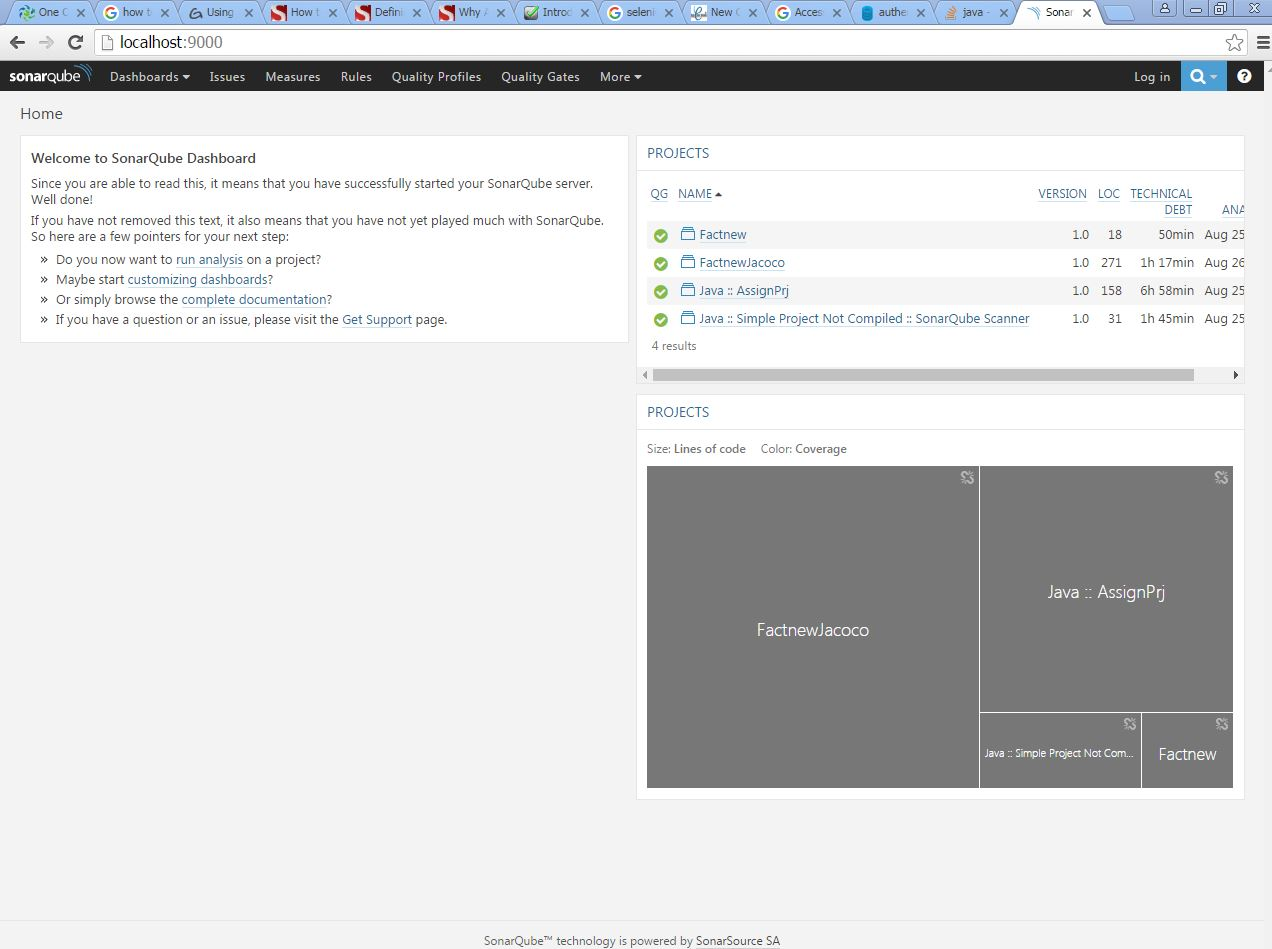 One
how t
Using
How t
Defini
Why
Introd
seleni
New
Acces
auther
java -
Sonar
localhost:9000
sonarqube
Dashboards Issues Measures Rules Quality Profiles Quality Gates More Log in
Home
Welcome to SonarQube Dashboard
Since you are able to read this, it means that you have successfully started your SonarQube server.
Well done!
If you have not removed this text, it also means that you have not yet played much with SonarQube.
So here are a few pointers for your next step:
» Do you now want to run analysis on a project?
» Maybe start customizing dashboards?
» Or simply browse the complete documentation?
» If you have a question or an issue, please visit the Get Support page.
PROJECTS
QG NAME VERSION LOC TECHNICAL
DEBT ANA
Factnew 1.0 18 50min Aug 25
FactnewJacoco 1.0 271 1h 17min Aug 26
Java :: AssignPrj 1.0 158 6h 58min Aug 25
Java :: Simple Project Not Compiled :: SonarQube Scanner 1.0 31 1h 45min Aug 25
4 results
PROJECTS
Size: Lines of code Color: Coverage
FactnewJacoco
Java :: AssignPrj
Java :: Simple Project Not Com...
Factnew
SonarQube™ technology is powered by SonarSource SA